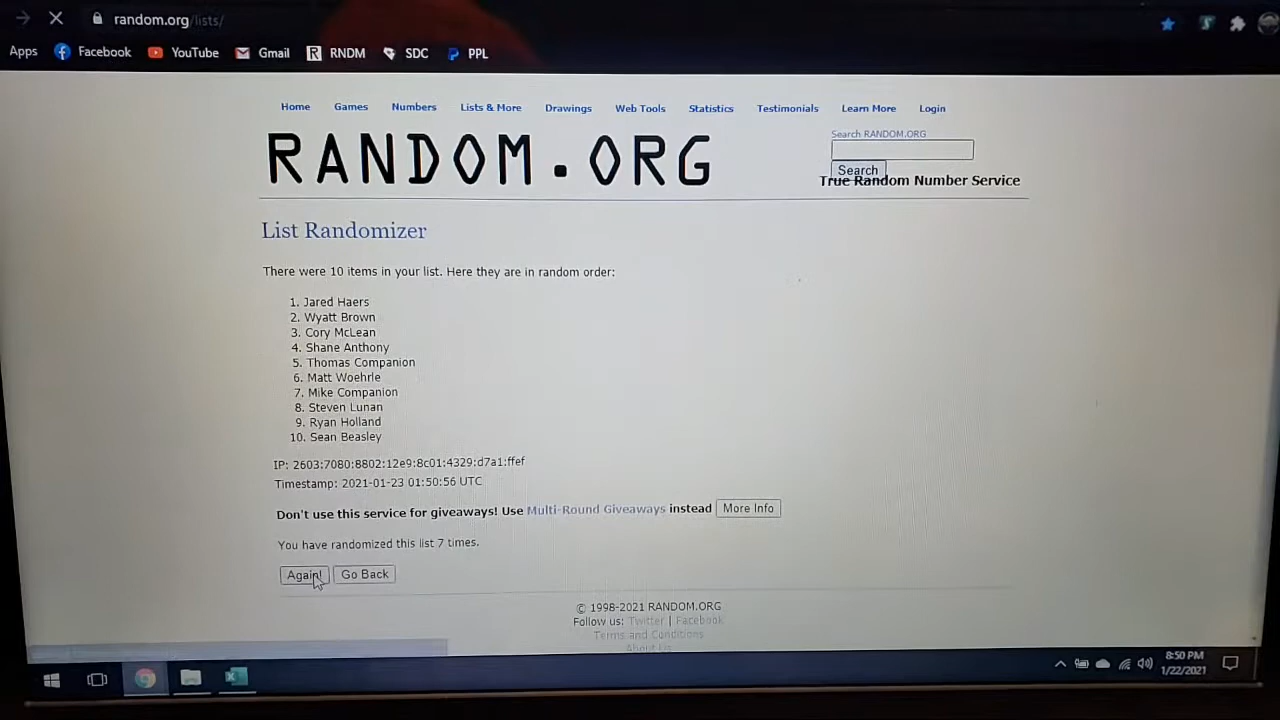 random.org/lists/
Apps Facebook YouTube Gmail RNDM SDC PPL
Home Games Numbers Lists & More Drawings Web Tools Statistics Testimonials Learn More Login
Search RANDOM.ORG
RANDOM.ORG
Search
True Random Number Service
List Randomizer
There were 10 items in your list. Here they are in random order:
1. Jared Haers
2. Wyatt Brown
3. Cory McLean
4. Shane Anthony
5. Thomas Companion
6. Matt Woehrle
7. Mike Companion
8. Steven Lunan
9. Ryan Holland
10. Sean Beasley
IP: 2603:7080:8802:12e9:8c01:4329:d7a1:ffef
Timestamp: 2021-01-23 01:50:56 UTC
Don't use this service for giveaways! Use Multi-Round Giveaways instead More Info
You have randomized this list 7 times.
Again! Go Back
© 1998-2021 RANDOM.ORG
Follow us: Twitter | Facebook
Terms and Conditions
About Us
8:50 PM
1/22/2021